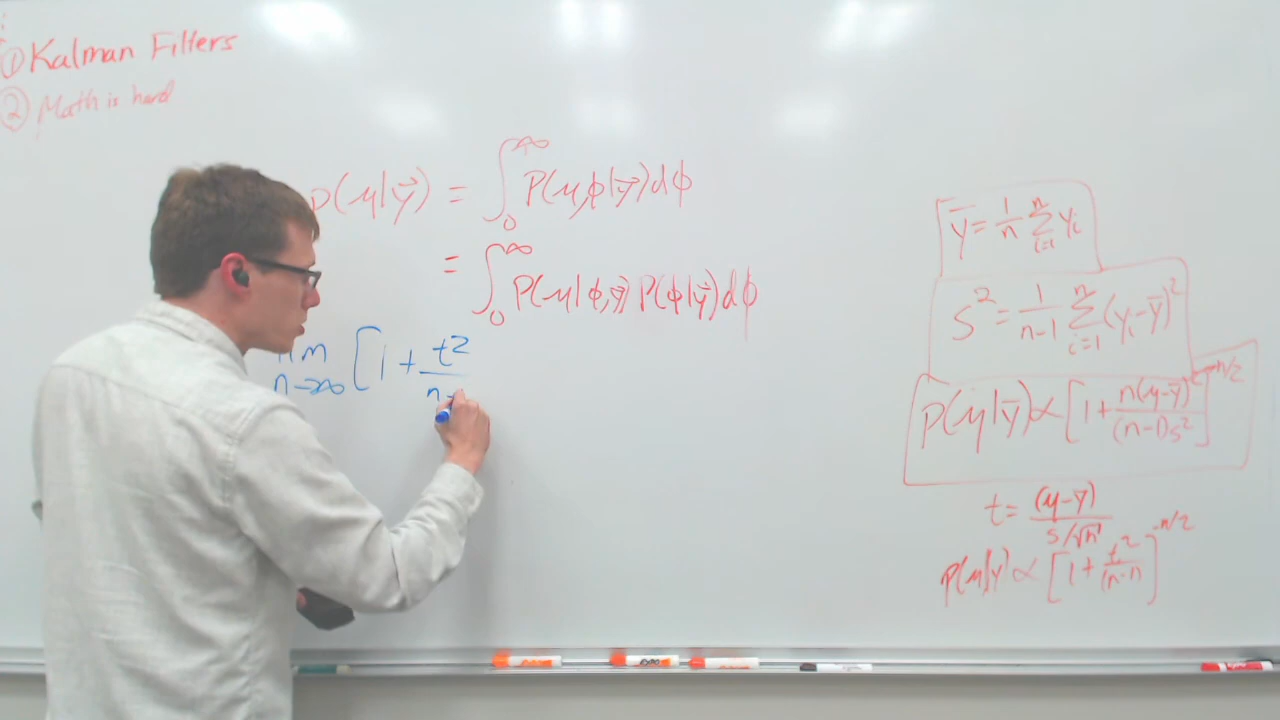 ① Kalman Filters
② Math is hard
p(μ|y⃗) = ∫₀^∞ P(μ,ϕ|y⃗)dϕ
= ∫₀^∞ P(μ|ϕ,y⃗) P(ϕ|y⃗)dϕ
lim n→∞ [1 + t²/n-
ȳ = 1/n Σᵢ₌₁ⁿ yᵢ
S² = 1/(n-1) Σᵢ₌₁ⁿ (yᵢ-ȳ)²
P(μ|ȳ) ∝ [1 + n(μ-ȳ)²/(n-1)s²]^-n/2
t = (μ-ȳ)/(s/√n)
p(μ|y) ∝ [1 + t²/(n-1)]^-n/2